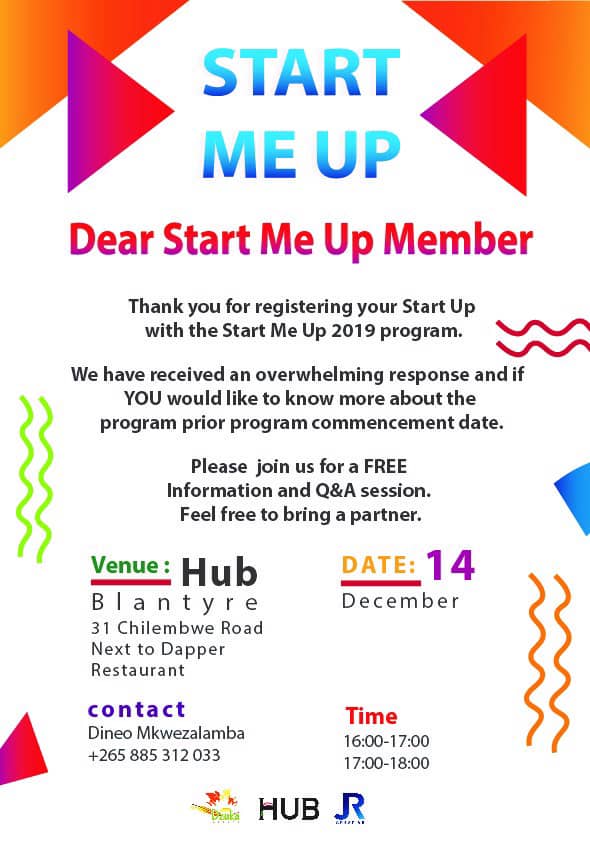 START
ME UP
Dear Start Me Up Member
Thank you for registering your Start Up
with the Start Me Up 2019 program.
We have received an overwhelming response and if
YOU would like to know more about the
program prior program commencement date.
Please join us for a FREE
Information and Q&A session.
Feel free to bring a partner.
Venue : Hub
Blantyre
31 Chilembwe Road
Next to Dapper
Restaurant
DATE: 14
December
contact
Dineo Mkwezalamba
+265 885 312 033
Time
16:00-17:00
17:00-18:00
Dzuka
HUB
JR